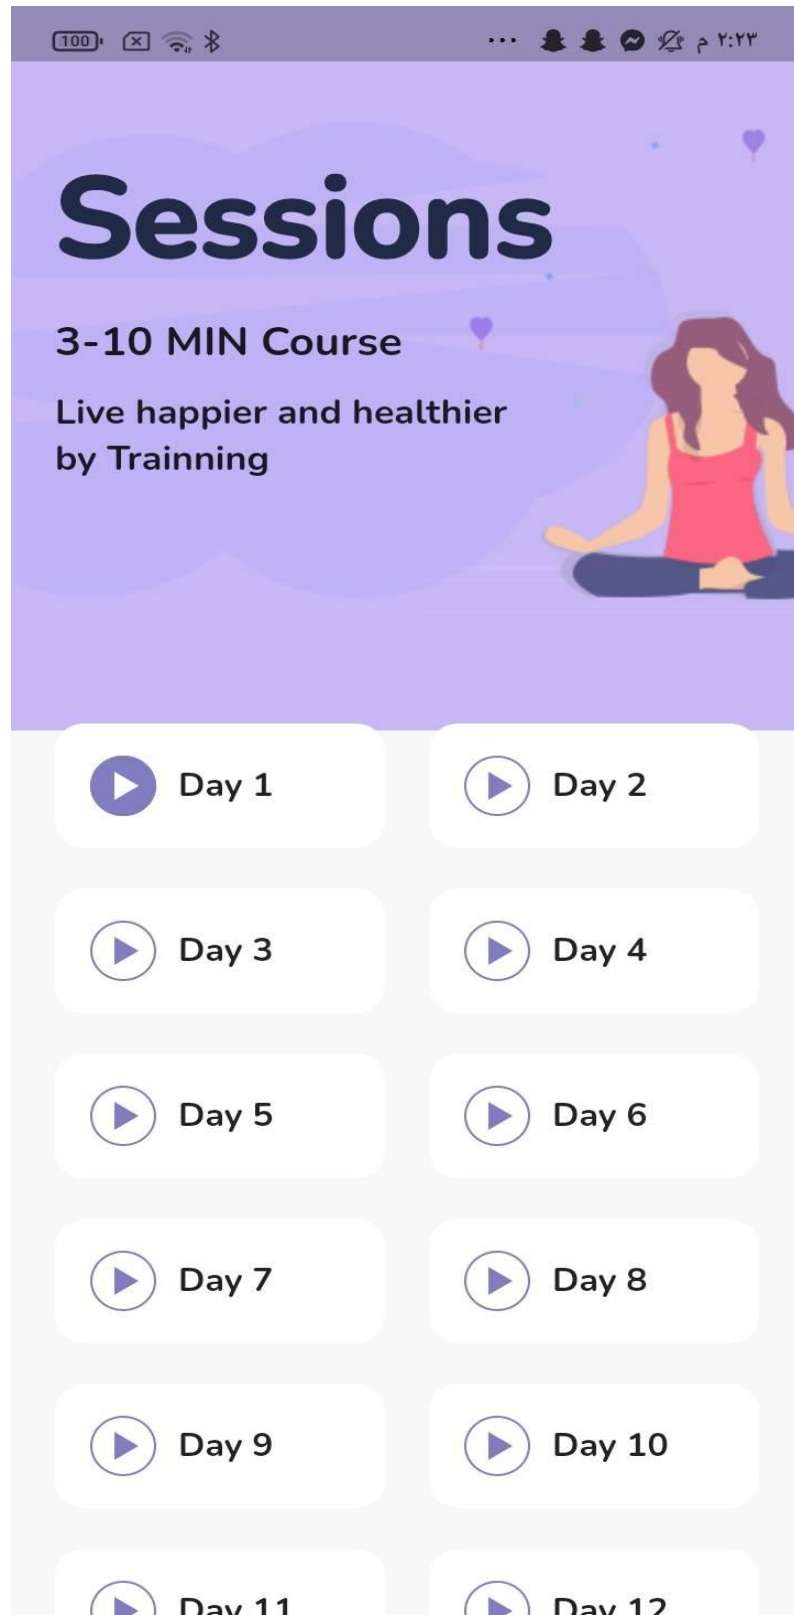 100
٢:٢٣ م
Sessions
3-10 MIN Course
Live happier and healthier
by Trainning
Day 1
Day 2
Day 3
Day 4
Day 5
Day 6
Day 7
Day 8
Day 9
Day 10
Day 11
Day 12